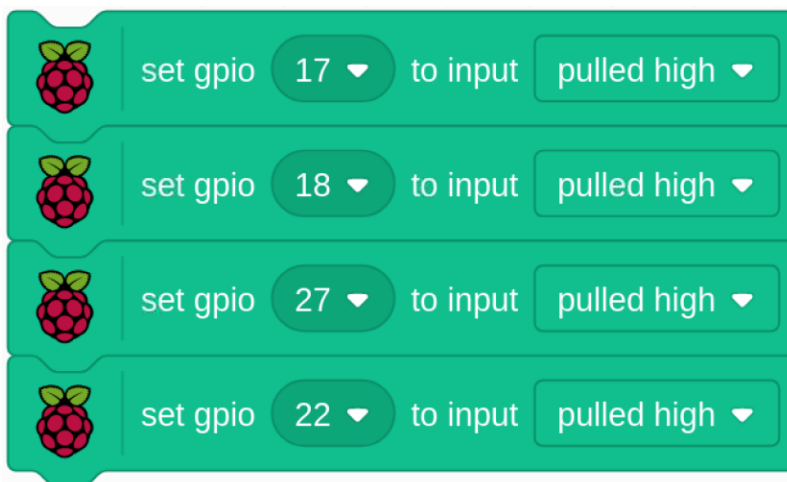 set gpio 17 to input pulled high
set gpio 18 to input pulled high
set gpio 27 to input pulled high
set gpio 22 to input pulled high